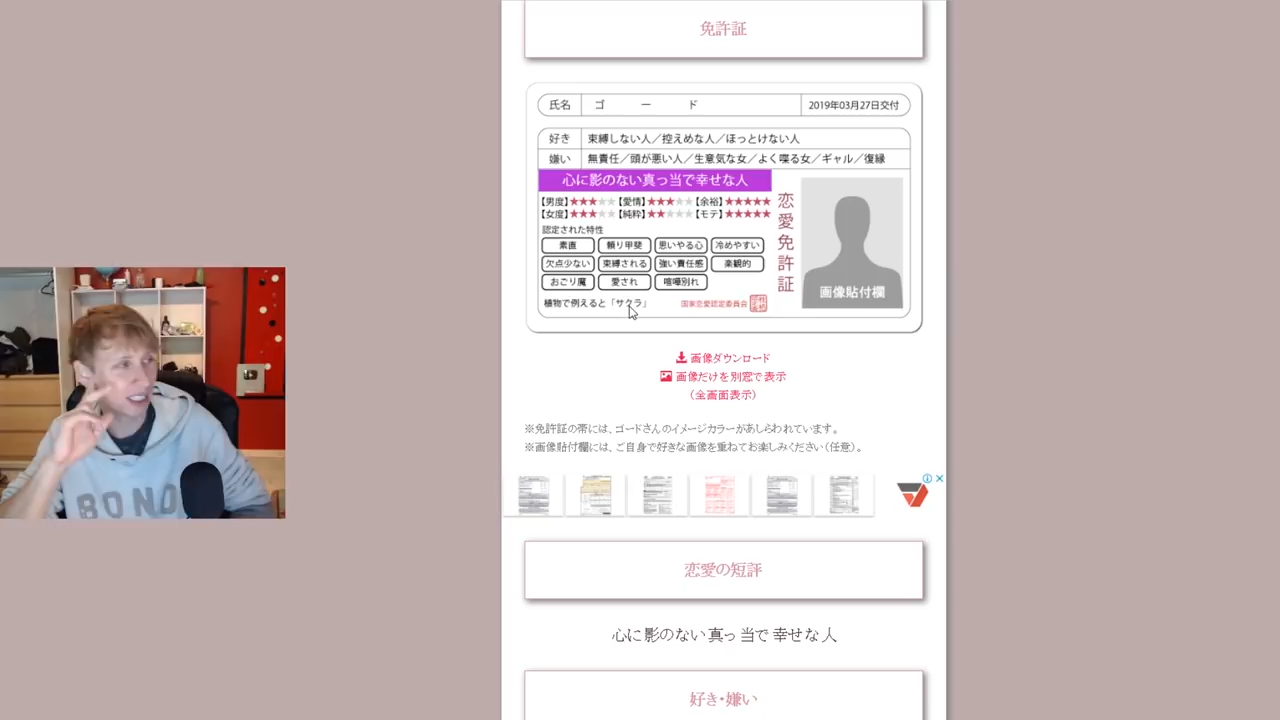 免許証
氏名 ゴード 2019年03月27日交付
好き 束縛しない人／控えめな人／ほっとけない人
嫌い 無責任／頭が悪い人／生意気な女／よく喋る女／ギャル／復縁
心に影のない真っ当で幸せな人
【男度】★★★★★【愛情】★★★★★【余裕】★★★★★
【女度】★★★★★【純粋】★★★★★【モテ】★★★★★
恋愛免許証
認定された特性
素直 頼り甲斐 思いやる心 冷めやすい
欠点少ない 束縛される 強い責任感 楽観的
おごり魔 愛され 喧嘩別れ
画像貼付欄
植物で例えると「サクラ」 国家恋愛認定委員会
画像ダウンロード
画像だけを別窓で表示
（全画面表示）
※免許証の帯には、ゴードさんのイメージカラーがあしらわれています。
※画像貼付欄には、ご自身で好きな画像を重ねてお楽しみください（任意）。
BOND
恋愛の短評
心に影のない真っ当で幸せな人
好き・嫌い